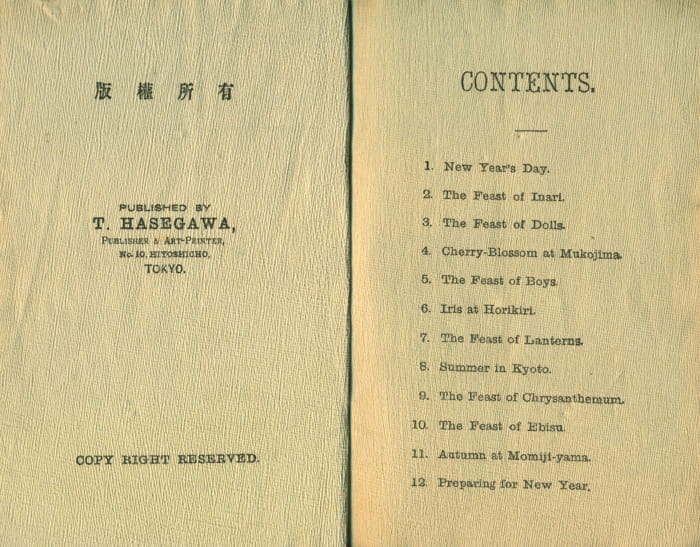 版權所有
PUBLISHED BY
T. HASEGAWA,
PUBLISHER & ART-PRINTER,
No. 10, HIYOSHICHO,
TOKYO.
COPY RIGHT RESERVED.
CONTENTS.
1. New Year's Day.
2. The Feast of Inari.
3. The Feast of Dolls.
4. Cherry-Blossom at Mukojima.
5. The Feast of Boys.
6. Iris at Horikiri.
7. The Feast of Lanterns.
8. Summer in Kyoto.
9. The Feast of Chrysanthemum.
10. The Feast of Ebisu.
11. Autumn at Momiji-yama.
12. Preparing for New Year.